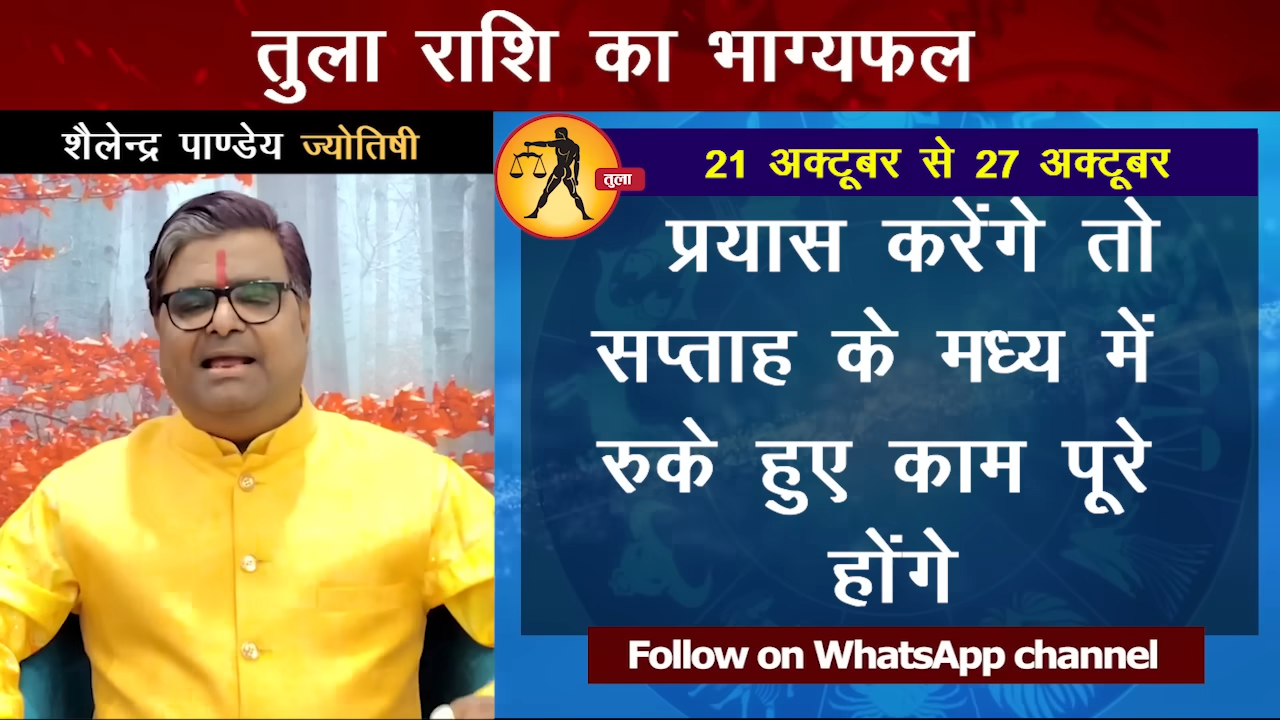 तुला राशि का भाग्यफल
शैलेन्द्र पाण्डेय ज्योतिषी
तुला
21 अक्टूबर से 27 अक्टूबर
प्रयास करेंगे तो
सप्ताह के मध्य में
रुके हुए काम पूरे
होंगे
Follow on WhatsApp channel